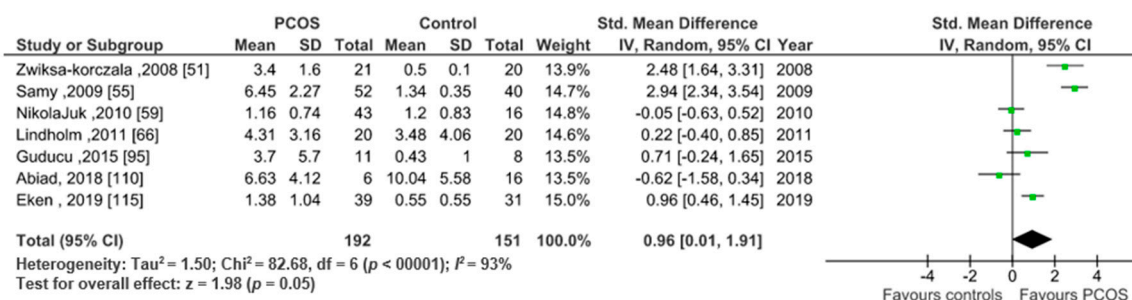 PCOS Control Std. Mean Difference Std. Mean Difference
Study or Subgroup Mean SD Total Mean SD Total Weight IV, Random, 95% CI Year IV, Random, 95% CI
Zwiksa-korczala ,2008 [51] 3.4 1.6 21 0.5 0.1 20 13.9% 2.48 [1.64, 3.31] 2008
Samy ,2009 [55] 6.45 2.27 52 1.34 0.35 40 14.7% 2.94 [2.34, 3.54] 2009
NikolaJuk ,2010 [59] 1.16 0.74 43 1.2 0.83 16 14.8% -0.05 [-0.63, 0.52] 2010
Lindholm ,2011 [66] 4.31 3.16 20 3.48 4.06 20 14.6% 0.22 [-0.40, 0.85] 2011
Guducu ,2015 [95] 3.7 5.7 11 0.43 1 8 13.5% 0.71 [-0.24, 1.65] 2015
Abiad, 2018 [110] 6.63 4.12 6 10.04 5.58 16 13.5% -0.62 [-1.58, 0.34] 2018
Eken , 2019 [115] 1.38 1.04 39 0.55 0.55 31 15.0% 0.96 [0.46, 1.45] 2019
Total (95% CI) 192 151 100.0% 0.96 [0.01, 1.91]
Heterogeneity: Tau² = 1.50; Chi² = 82.68, df = 6 (p < 00001); I² = 93%
Test for overall effect: z = 1.98 (p = 0.05)
-4 -2 0 2 4
Favours controls Favours PCOS